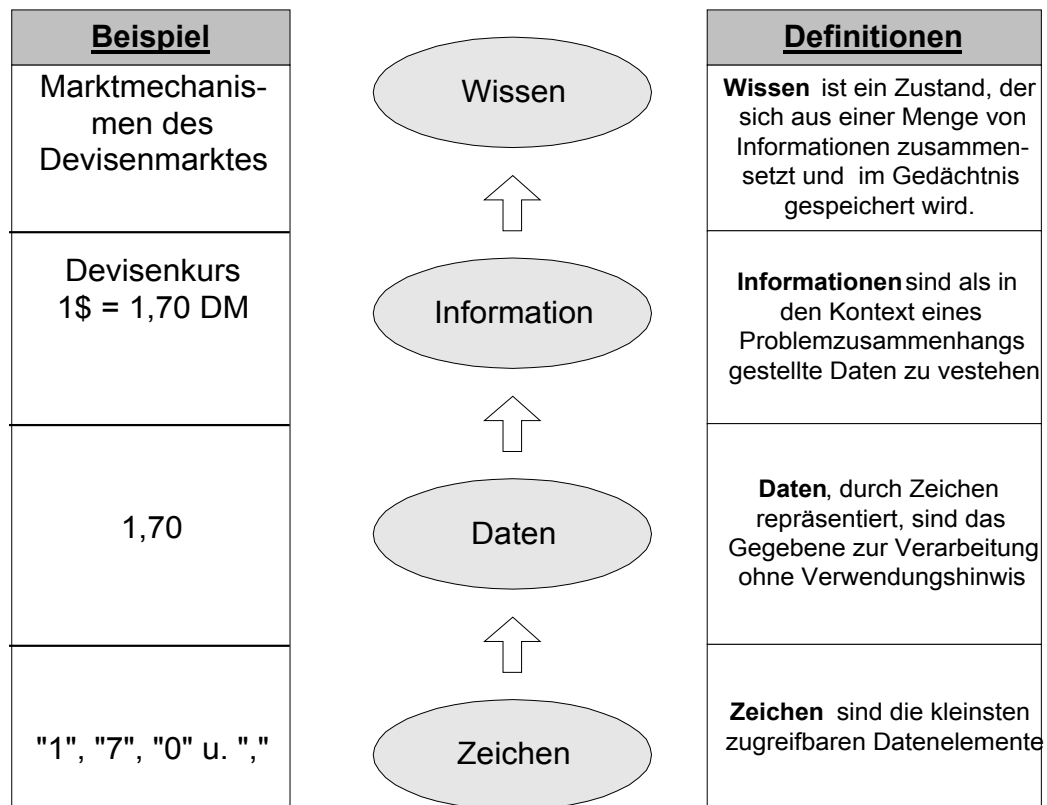 Beispiel
Marktmechanis-
men des
Devisenmarktes
Wissen
Definitionen
Wissen ist ein Zustand, der
sich aus einer Menge von
Informationen zusammen-
setzt und im Gedächtnis
gespeichert wird.
Devisenkurs
1$ = 1,70 DM
Information
Informationen sind als in
den Kontext eines
Problemzusammenhangs
gestellte Daten zu vestehen
1,70
Daten
Daten, durch Zeichen
repräsentiert, sind das
Gegebene zur Verarbeitung
ohne Verwendungshinwis
"1", "7", "0" u. ","
Zeichen
Zeichen sind die kleinsten
zugreifbaren Datenelemente